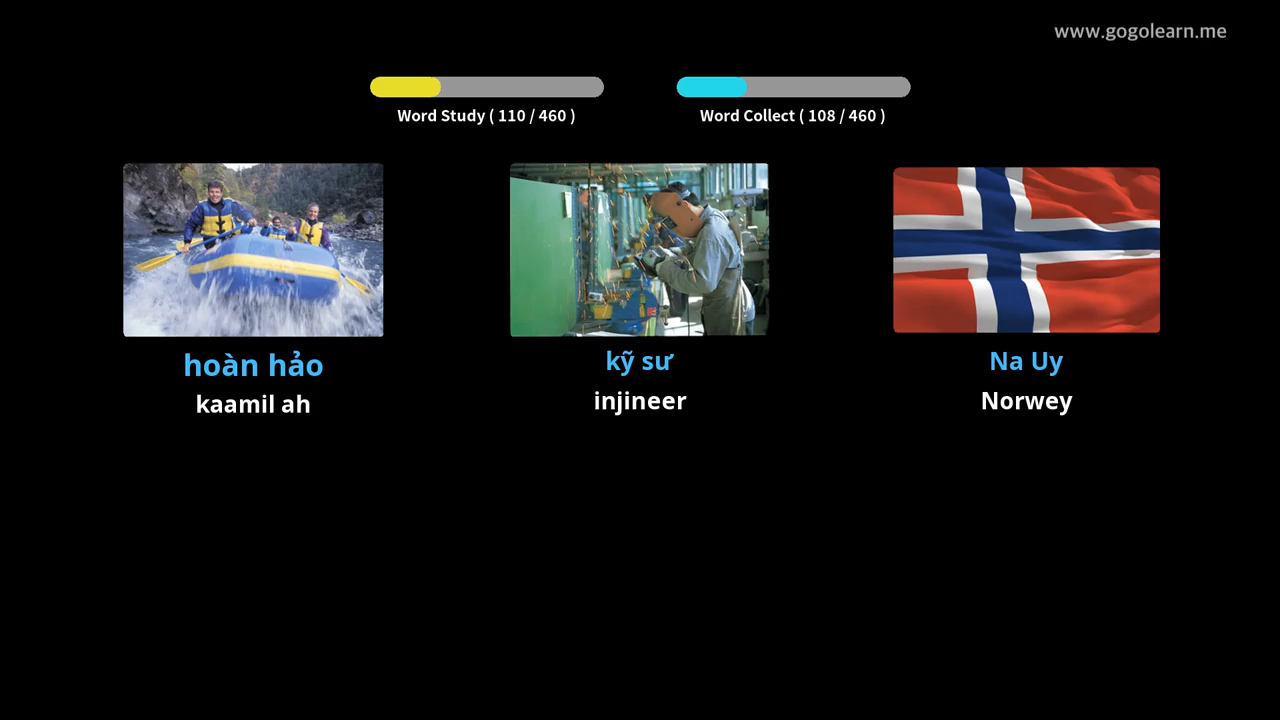 www.gogolearn.me
Word Study ( 110 / 460 )
Word Collect ( 108 / 460 )
hoàn hảo
kaamil ah
kỹ sư
injineer
Na Uy
Norwey